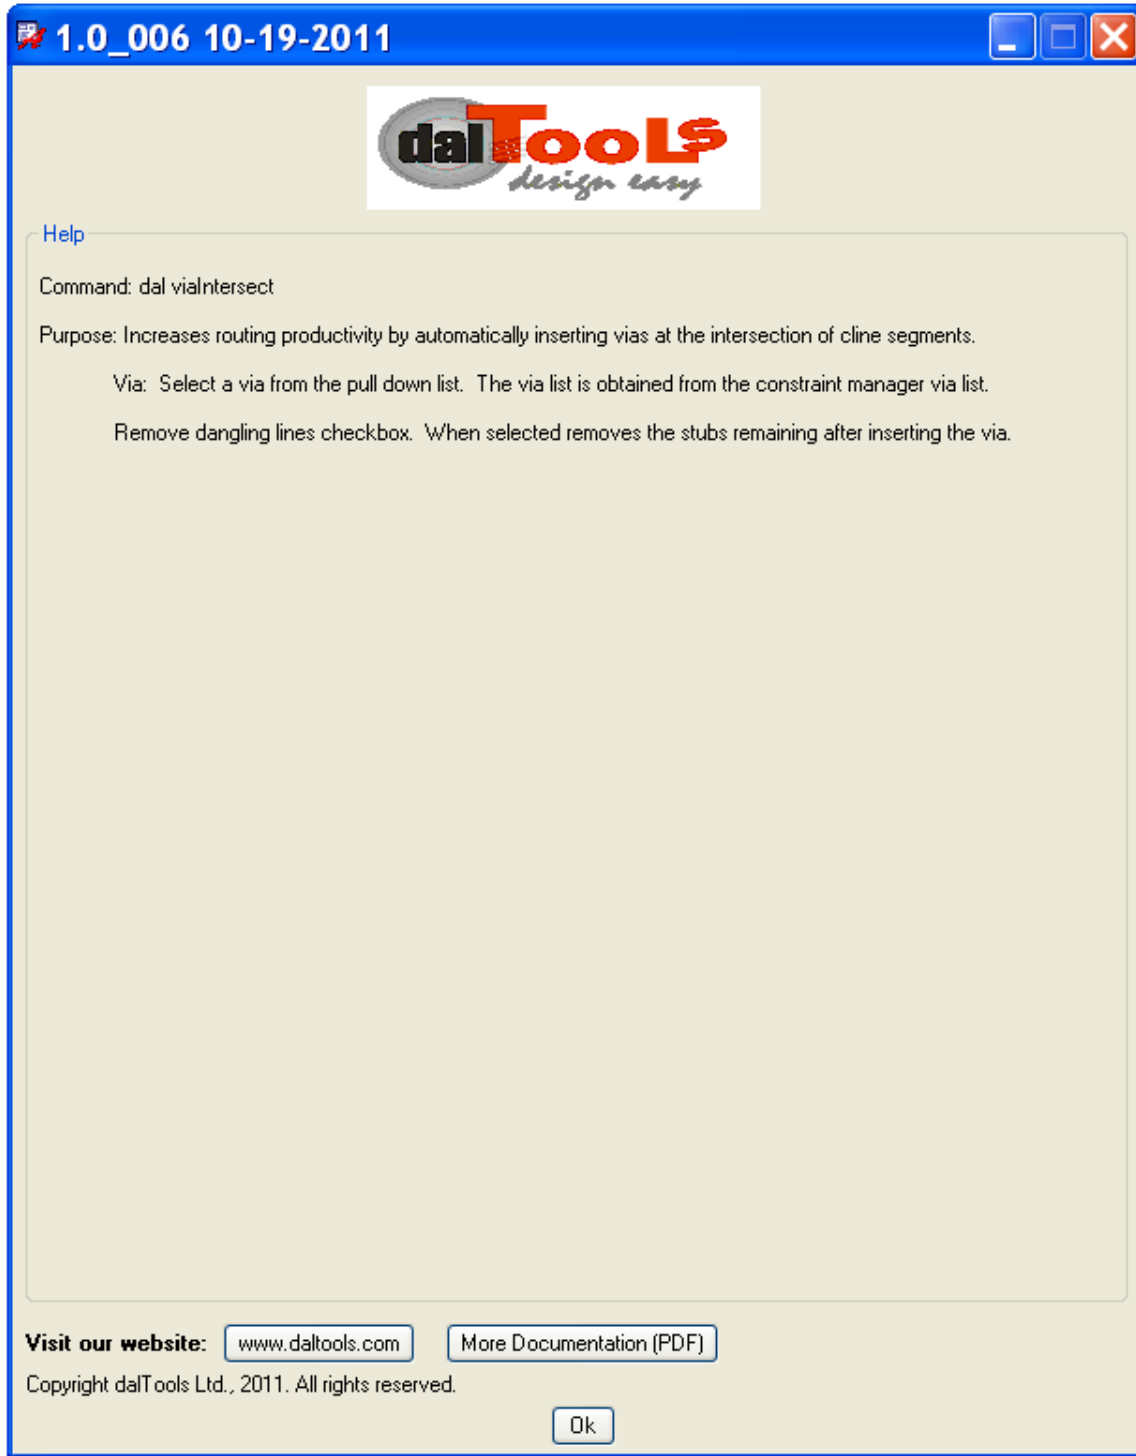 1.0_006 10-19-2011
dalTooLs
design easy
Help
Command: dal viaIntersect
Purpose: Increases routing productivity by automatically inserting vias at the intersection of cline segments.
Via:  Select a via from the pull down list.  The via list is obtained from the constraint manager via list.
Remove dangling lines checkbox.  When selected removes the stubs remaining after inserting the via.
Visit our website: www.daltools.com More Documentation (PDF)
Copyright dalTools Ltd., 2011. All rights reserved.
Ok